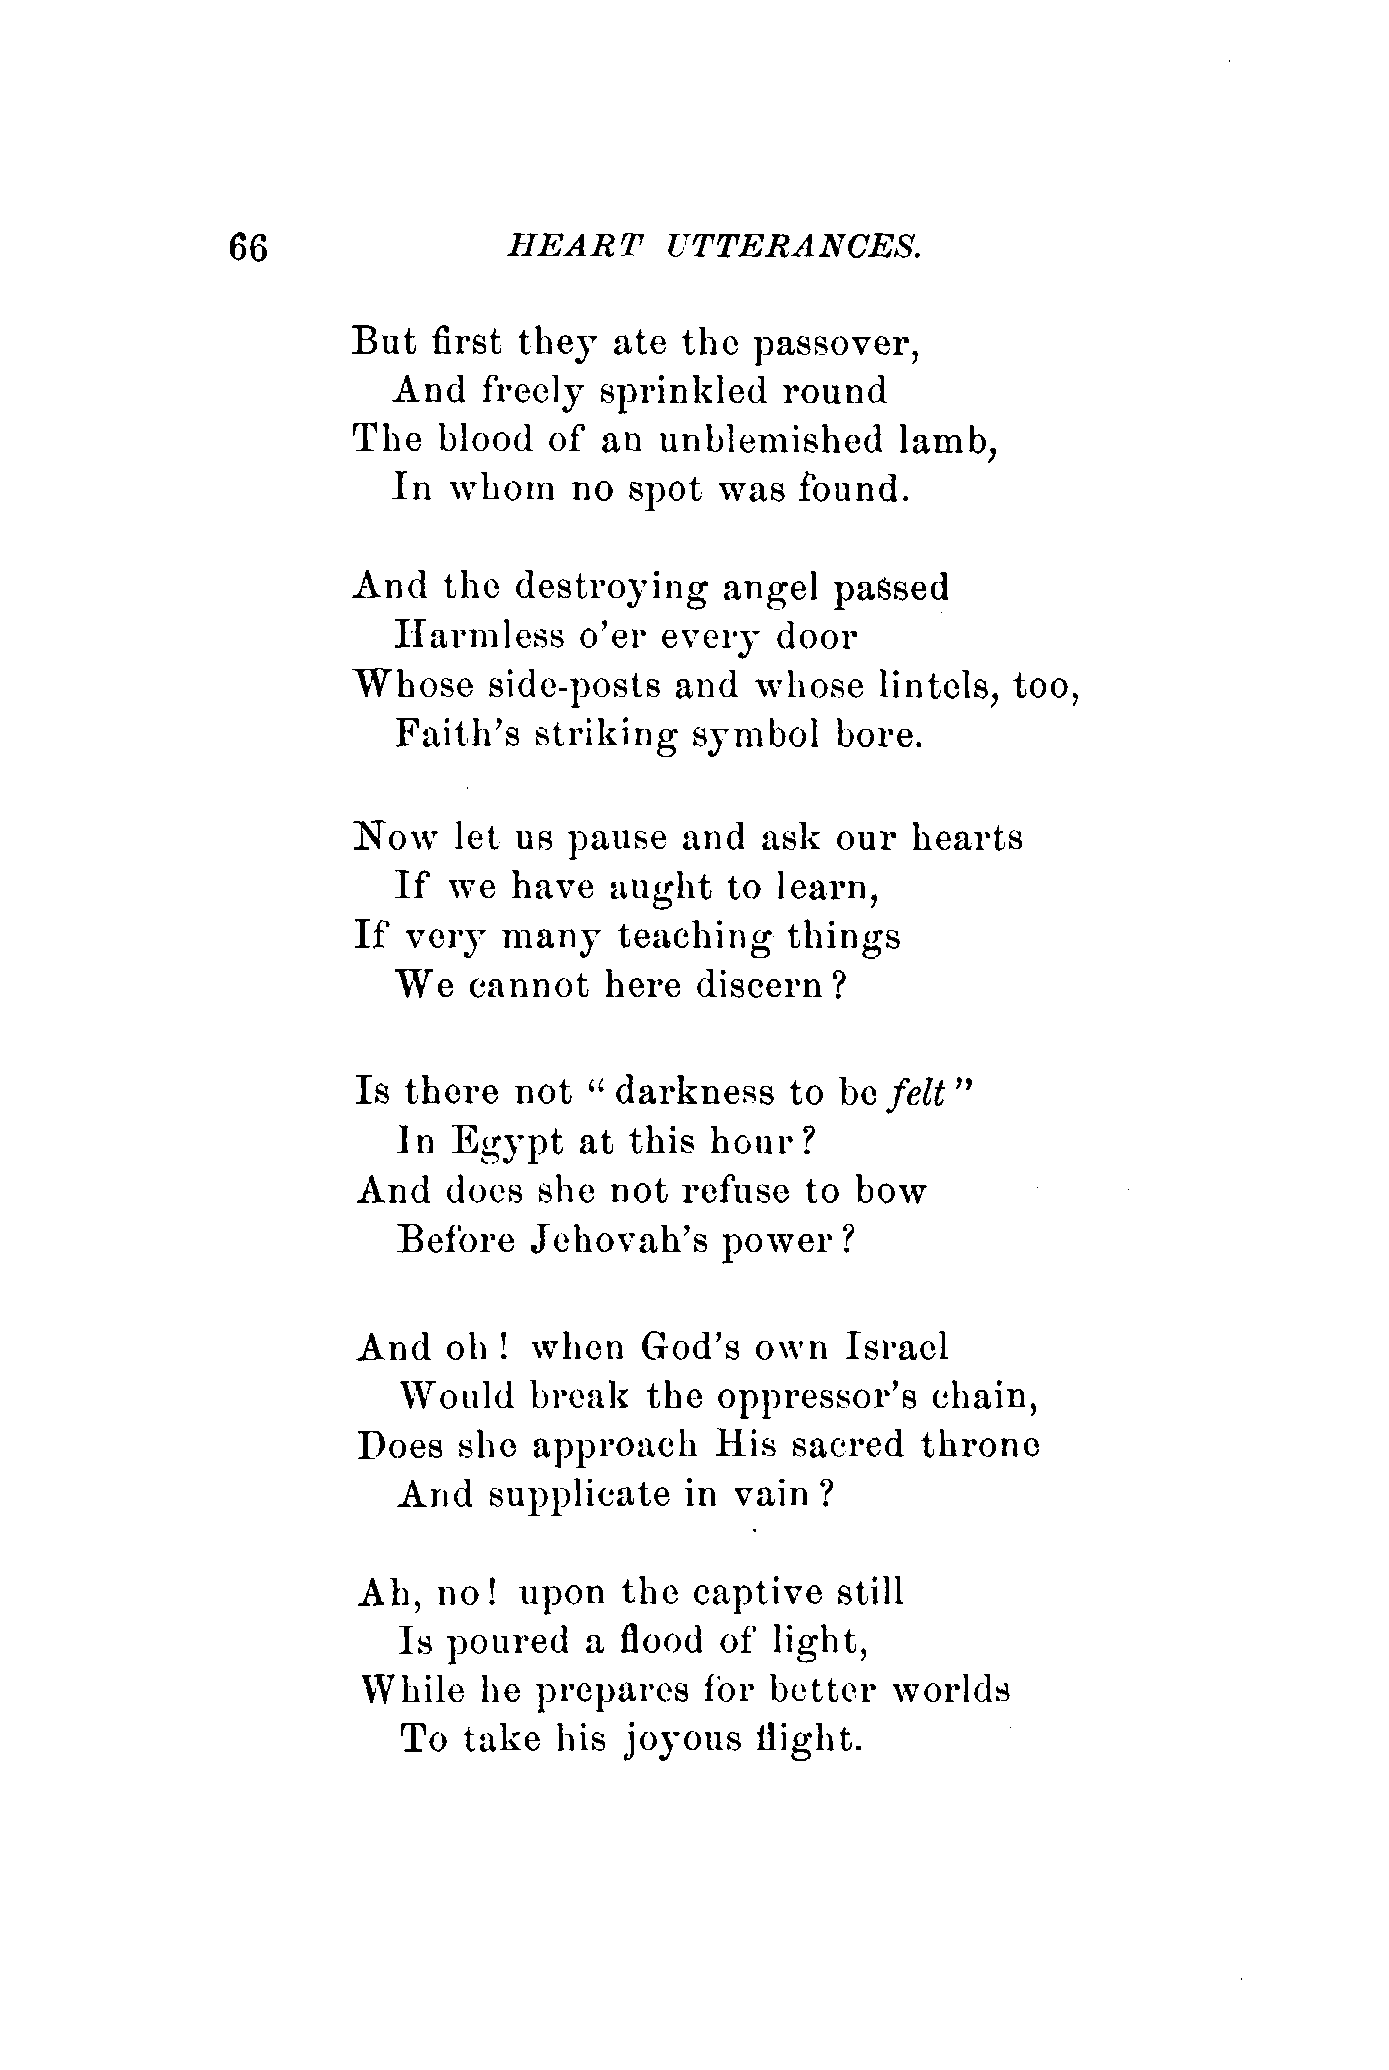 66 HEART UTTERANCES.
But first they ate the passover,
And freely sprinkled round
The blood of an unblemished lamb,
In whom no spot was found.
And the destroying angel passed
Harmless o'er every door
Whose side-posts and whose lintels, too,
Faith's striking symbol bore.
Now let us pause and ask our hearts
If we have aught to learn,
If very many teaching things
We cannot here discern?
Is there not "darkness to be felt"
In Egypt at this hour?
And does she not refuse to bow
Before Jehovah's power?
And oh! when God's own Israel
Would break the oppressor's chain,
Does she approach His sacred throne
And supplicate in vain?
Ah, no! upon the captive still
Is poured a flood of light,
While he prepares for better worlds
To take his joyous flight.